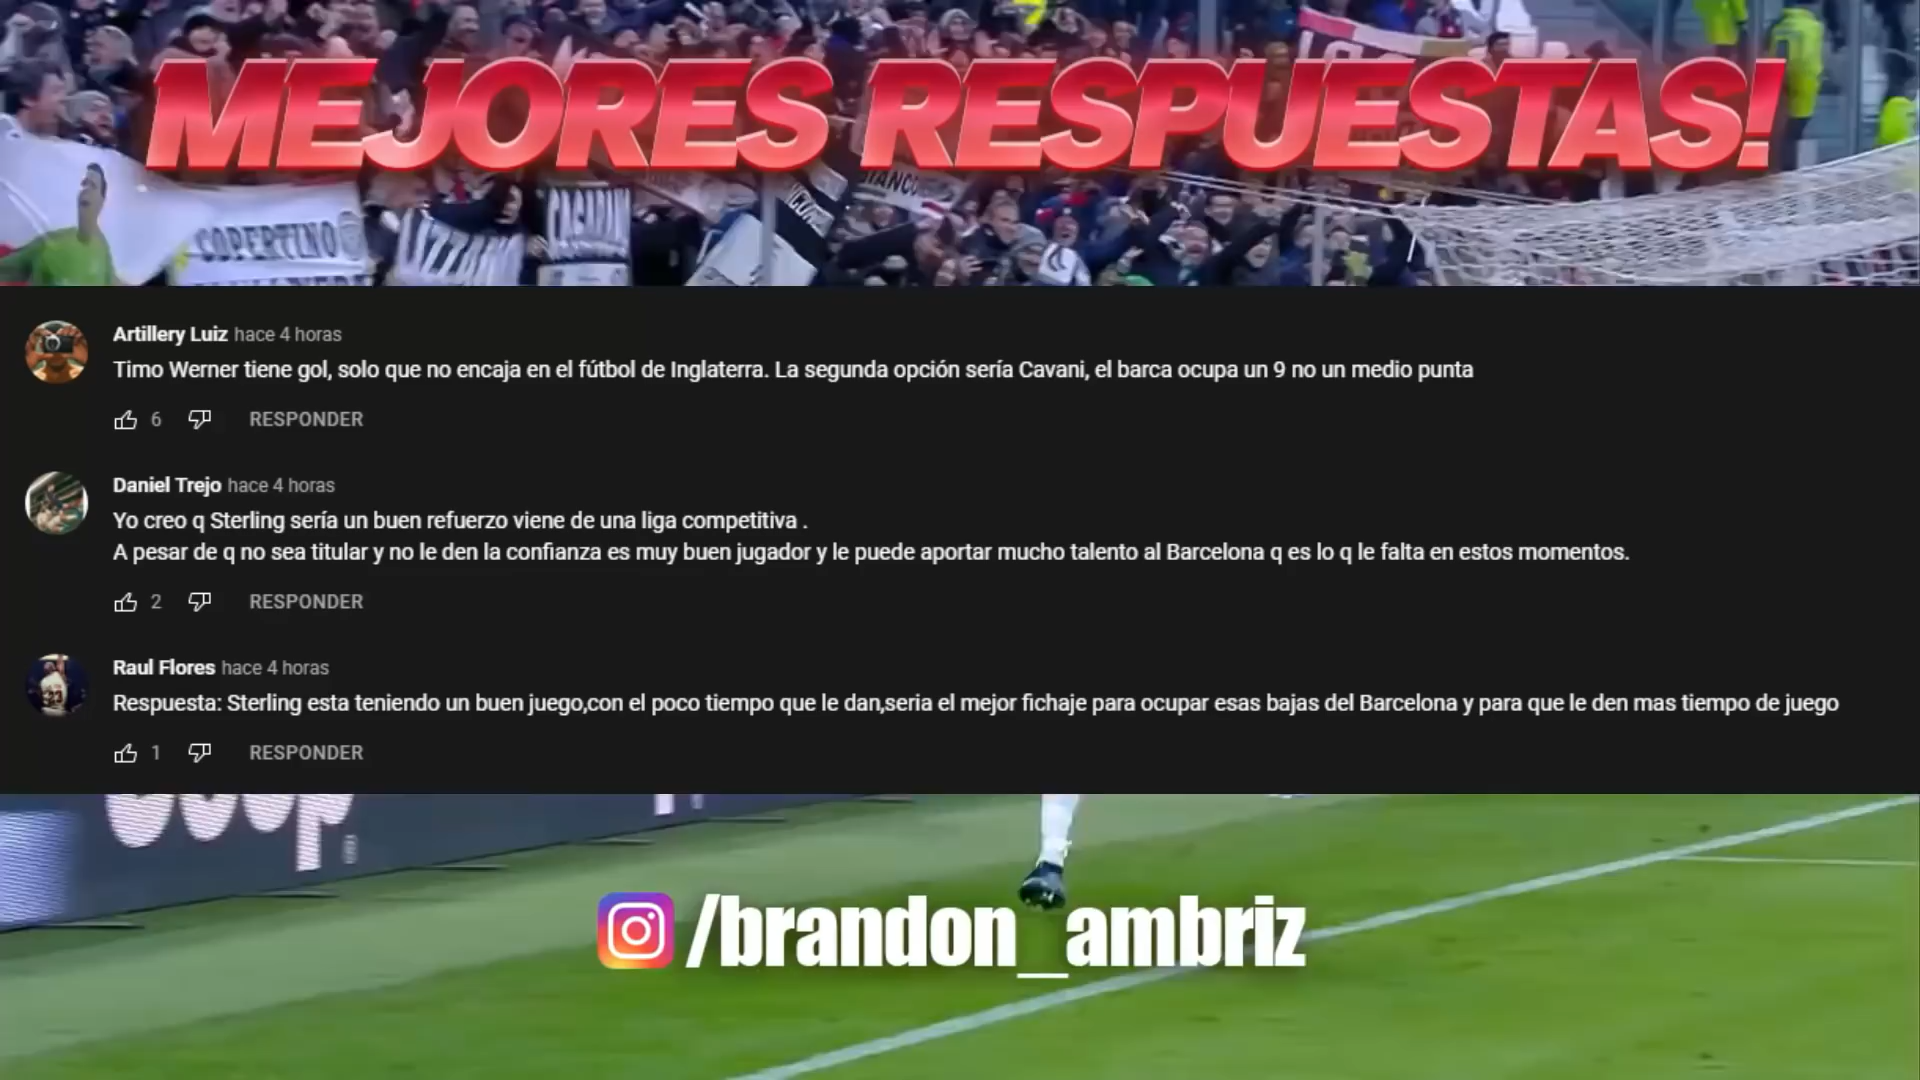 MEJORES RESPUESTAS!
COPERTINO
Artillery Luiz hace 4 horas
Timo Werner tiene gol, solo que no encaja en el fútbol de Inglaterra. La segunda opción sería Cavani, el barca ocupa un 9 no un medio punta
6 RESPONDER
Daniel Trejo hace 4 horas
Yo creo q Sterling sería un buen refuerzo viene de una liga competitiva .
A pesar de q no sea titular y no le den la confianza es muy buen jugador y le puede aportar mucho talento al Barcelona q es lo q le falta en estos momentos.
2 RESPONDER
Raul Flores hace 4 horas
Respuesta: Sterling esta teniendo un buen juego,con el poco tiempo que le dan,seria el mejor fichaje para ocupar esas bajas del Barcelona y para que le den mas tiempo de juego
1 RESPONDER
/brandon_ambriz